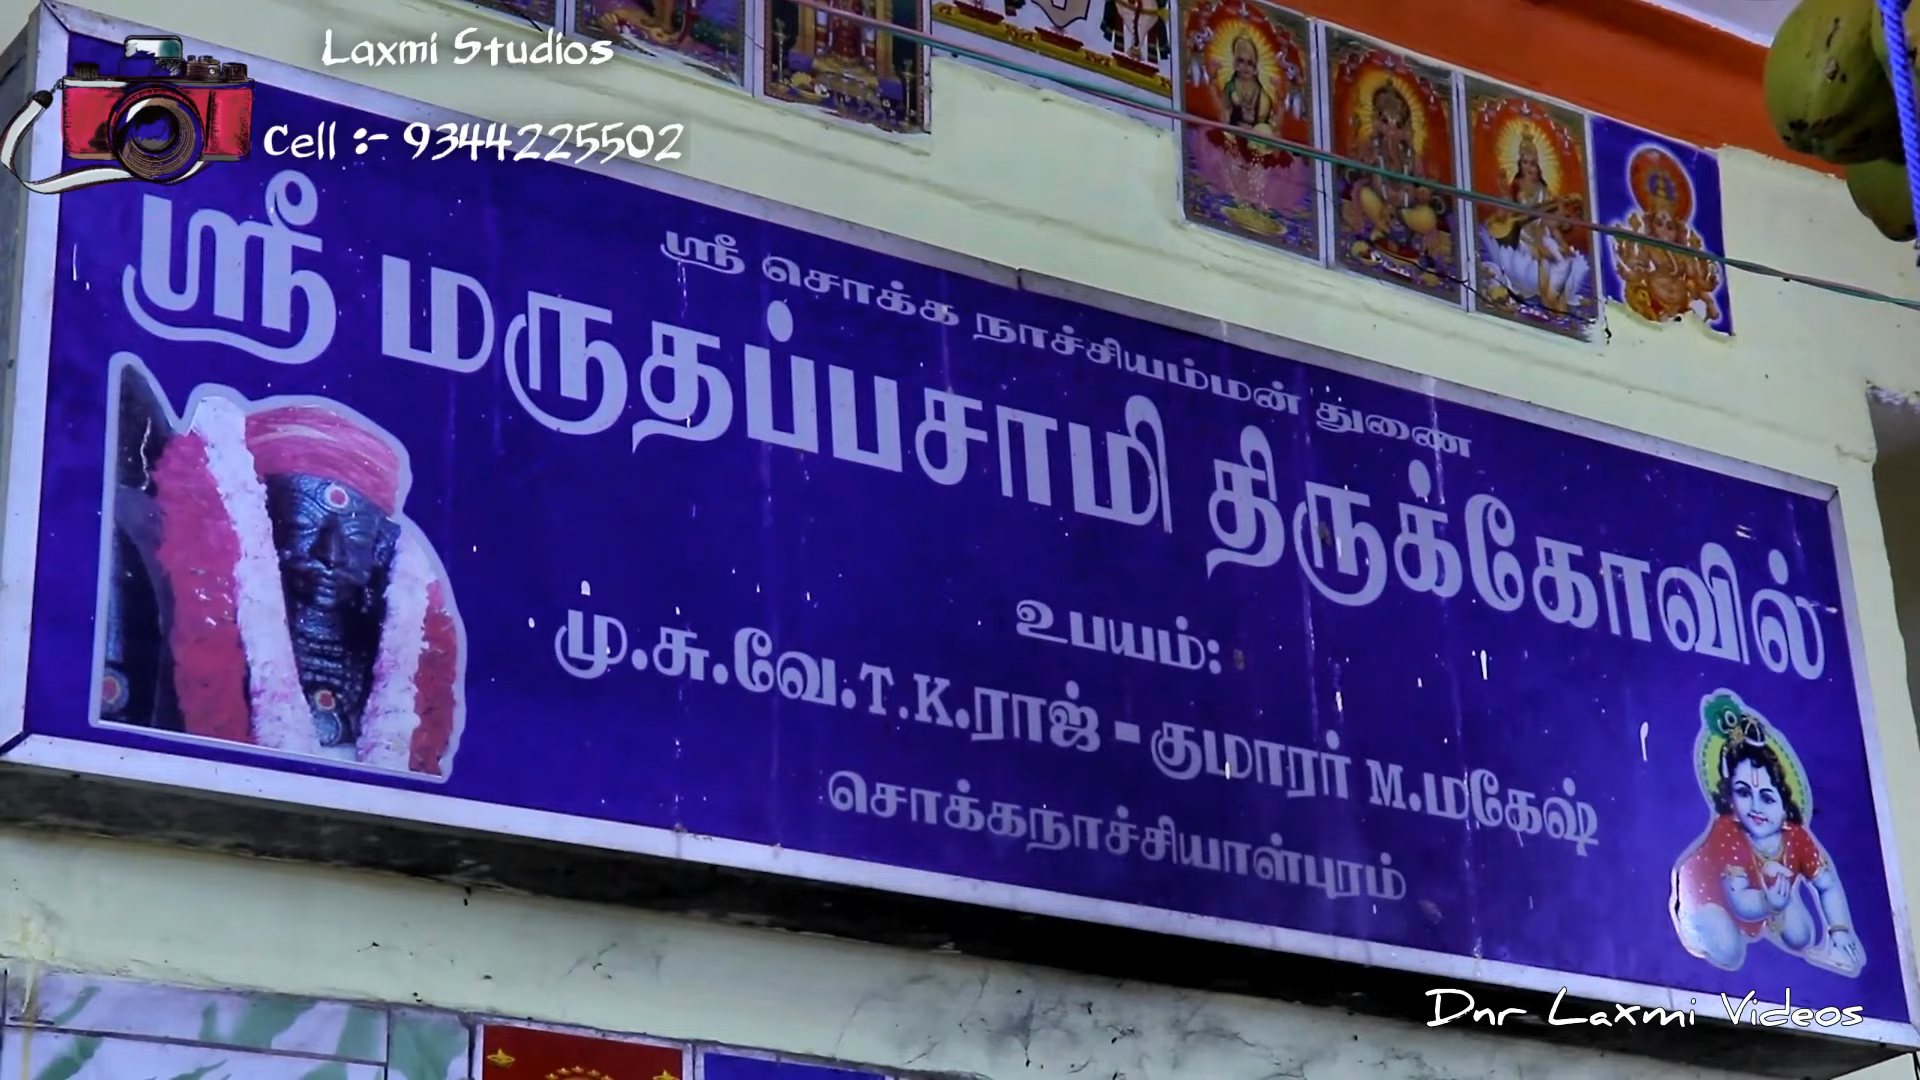 Laxmi Studios
Cell :- 9344225502
ஸ்ரீ சொக்க நாச்சியம்மன் துணை
ஸ்ரீ மருதப்பசாமி திருக்கோவில்
உபயம்:
மு.சு.வே.T.K.ராஜ் - குமாரர் M.மகேஷ்
சொக்கநாச்சியாள்புரம்
Dnr Laxmi Videos